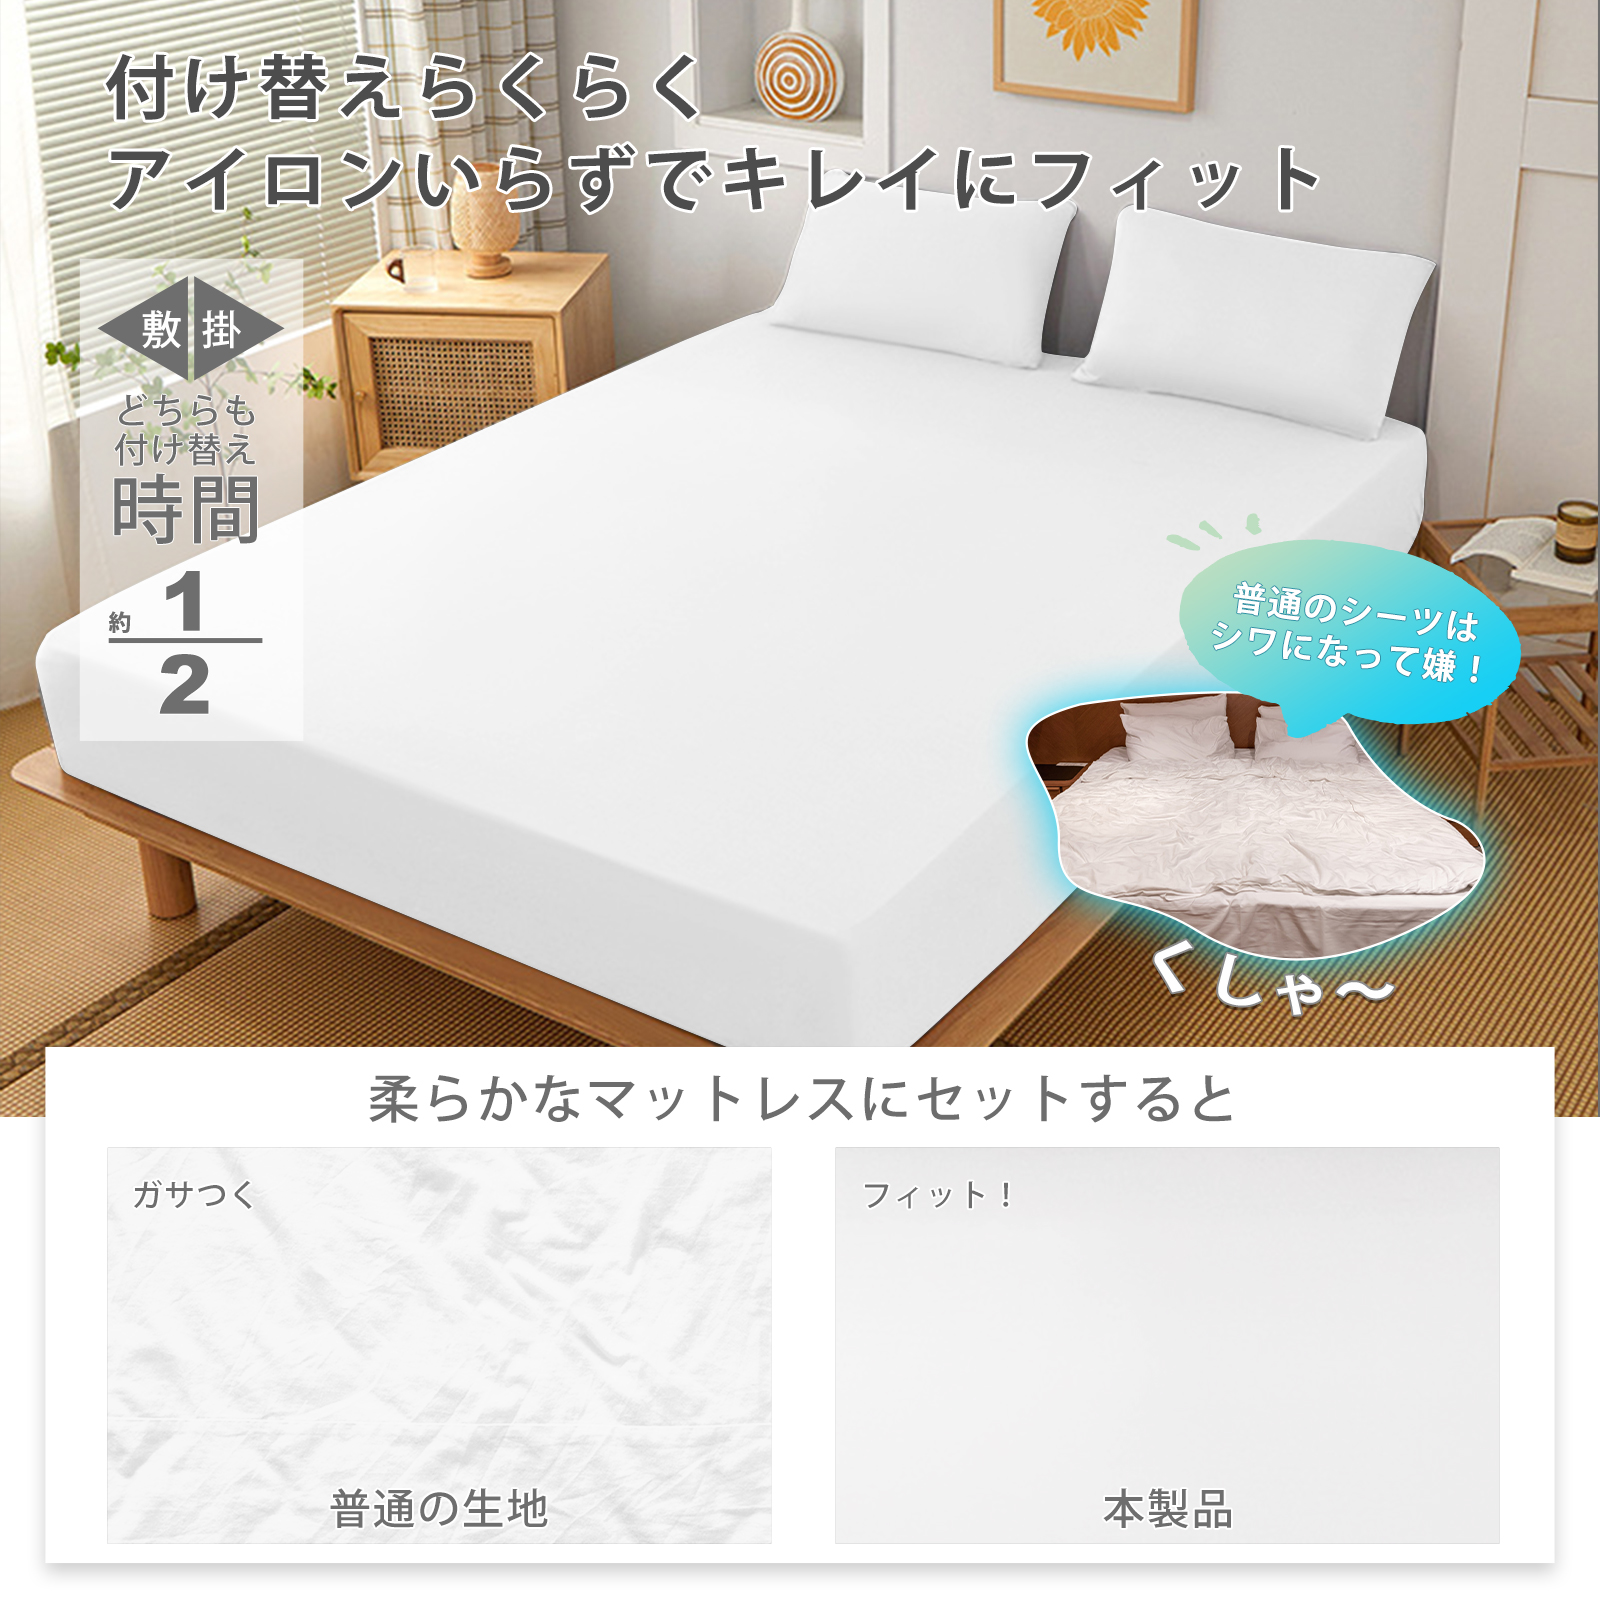 付け替えらくらく
アイロンいらずでキレイにフィット
敷 掛
どちらも
付け替え
時間
約 1
2
普通のシーツは
シワになって嫌！
くしゃ～
柔らかなマットレスにセットすると
ガサつく
普通の生地
フィット！
本製品